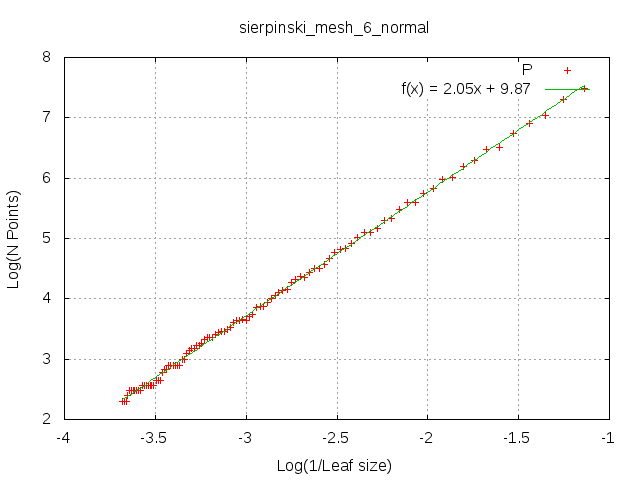 sierpinski_mesh_6_normal
8
7
6
5
4
3
2
-4
-3.5
-3
-2.5
-2
-1.5
-1
Log(N Points)
Log(1/Leaf size)
P
f(x) = 2.05x + 9.87